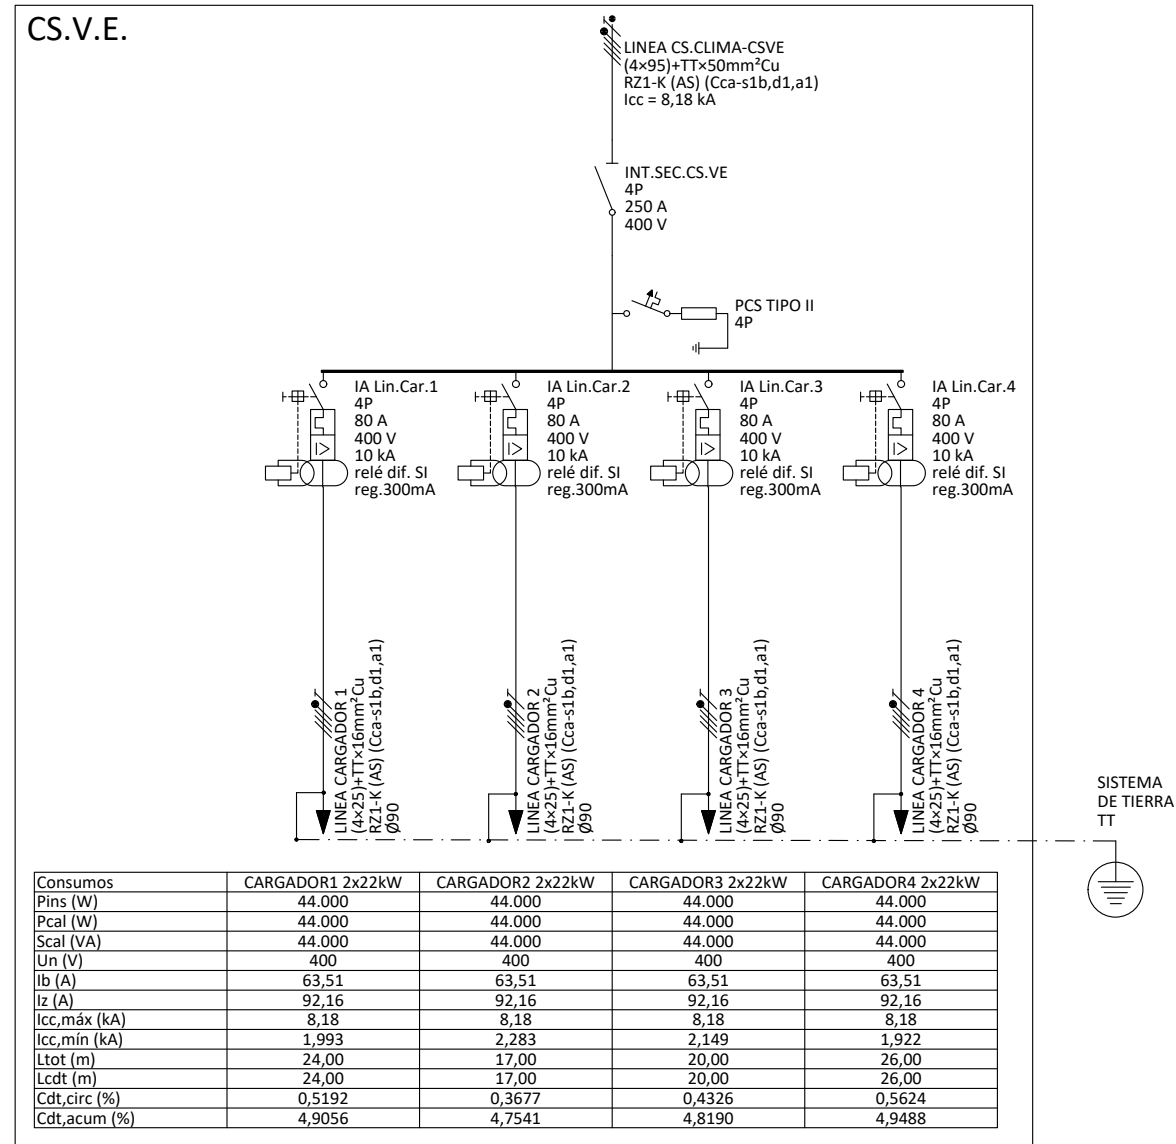 CS.V.E.
LINEA CS.CLIMA-CSVE
(4×95)+TT×50mm²Cu
RZ1-K (AS) (Cca-s1b,d1,a1)
Icc = 8,18 kA
INT.SEC.CS.VE
4P
250 A
400 V
PCS TIPO II
4P
IA Lin.Car.1
4P
80 A
400 V
10 kA
relé dif. SI
reg.300mA
IA Lin.Car.2
4P
80 A
400 V
10 kA
relé dif. SI
reg.300mA
IA Lin.Car.3
4P
80 A
400 V
10 kA
relé dif. SI
reg.300mA
IA Lin.Car.4
4P
80 A
400 V
10 kA
relé dif. SI
reg.300mA
LINEA CARGADOR 1
(4×25)+TT×16mm²Cu
RZ1-K (AS) (Cca-s1b,d1,a1)
Ø90
LINEA CARGADOR 2
(4×25)+TT×16mm²Cu
RZ1-K (AS) (Cca-s1b,d1,a1)
Ø90
LINEA CARGADOR 3
(4×25)+TT×16mm²Cu
RZ1-K (AS) (Cca-s1b,d1,a1)
Ø90
LINEA CARGADOR 4
(4×25)+TT×16mm²Cu
RZ1-K (AS) (Cca-s1b,d1,a1)
Ø90
SISTEMA
DE TIERRA
TT
Consumos CARGADOR1 2x22kW CARGADOR2 2x22kW CARGADOR3 2x22kW CARGADOR4 2x22kW
Pins (W) 44.000 44.000 44.000 44.000
Pcal (W) 44.000 44.000 44.000 44.000
Scal (VA) 44.000 44.000 44.000 44.000
Un (V) 400 400 400 400
Ib (A) 63,51 63,51 63,51 63,51
Iz (A) 92,16 92,16 92,16 92,16
Icc,máx (kA) 8,18 8,18 8,18 8,18
Icc,mín (kA) 1,993 2,283 2,149 1,922
Ltot (m) 24,00 17,00 20,00 26,00
Lcdt (m) 24,00 17,00 20,00 26,00
Cdt,circ (%) 0,5192 0,3677 0,4326 0,5624
Cdt,acum (%) 4,9056 4,7541 4,8190 4,9488